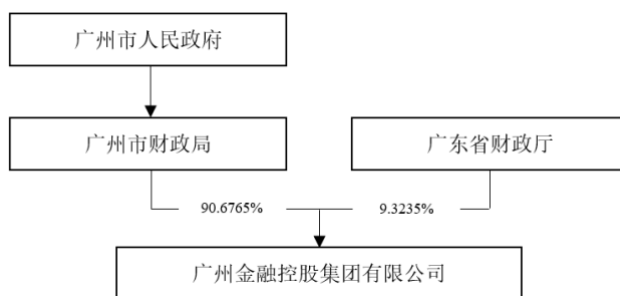 广州市人民政府
广州市财政局
广东省财政厅
90.6765%
9.3235%
广州金融控股集团有限公司